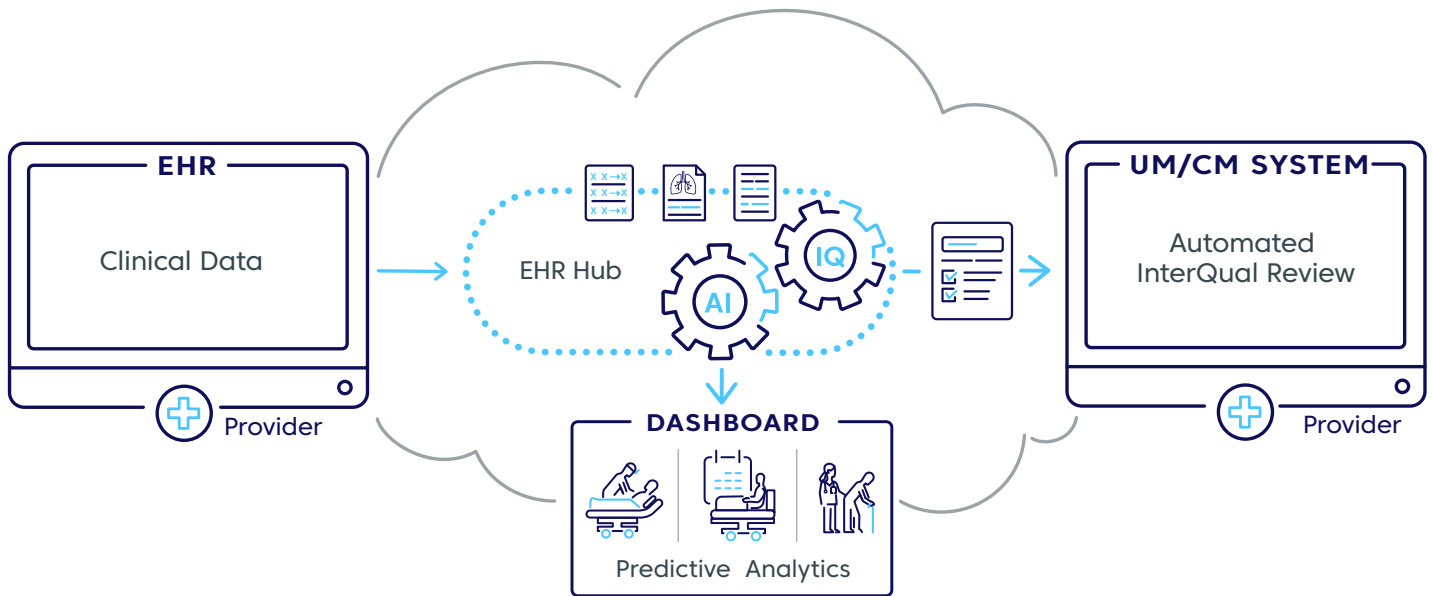 EHR
Clinical Data
Provider
x x→x
x x→x
x x→x
EHR Hub
AI
IQ
DASHBOARD
Predictive Analytics
UM/CM SYSTEM
Automated
InterQual Review
Provider